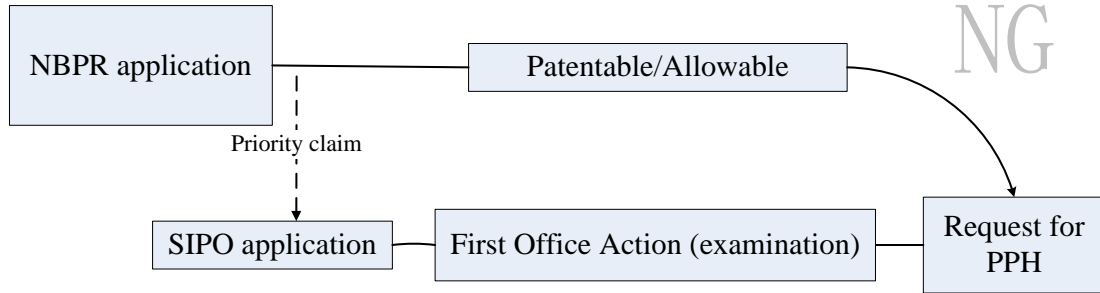 NG
NBPR application
Patentable/Allowable
Priority claim
SIPO application
First Office Action (examination)
Request for
PPH